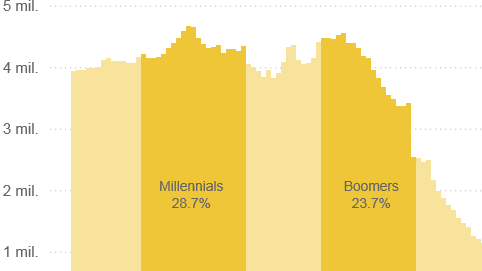 5 mil.
4 mil.
3 mil.
2 mil.
1 mil.
Millennials
28.7%
Boomers
23.7%